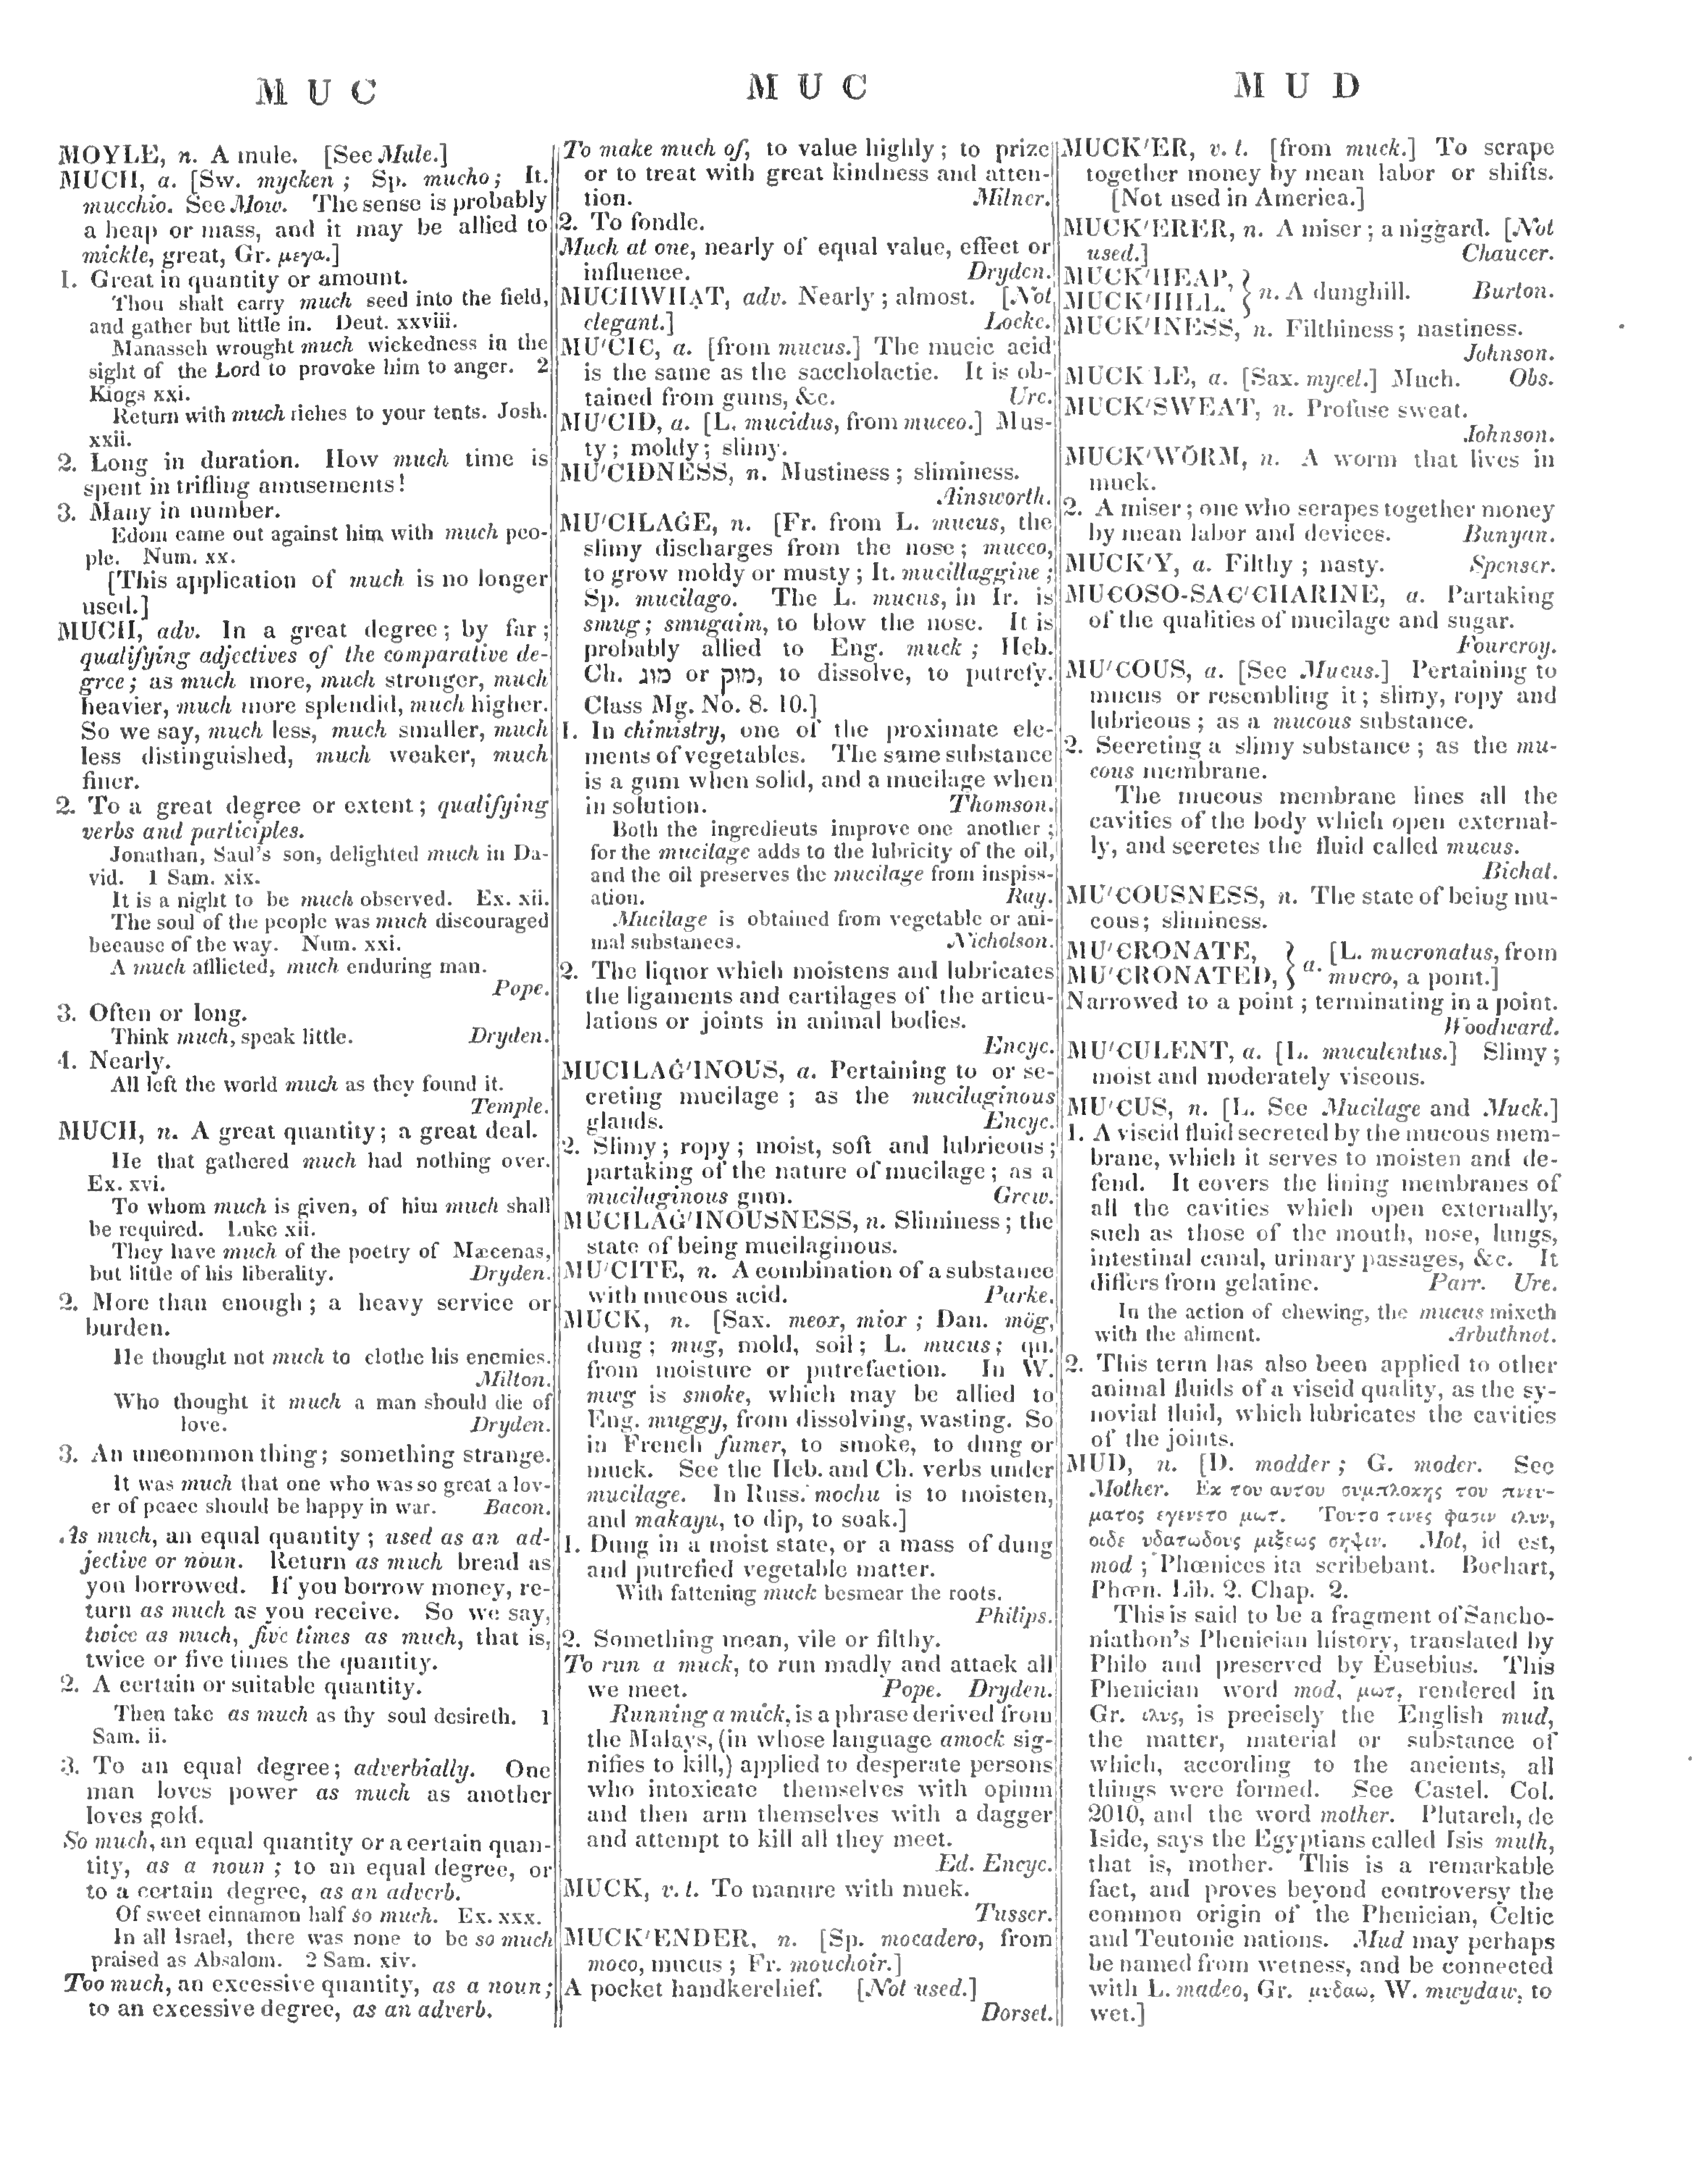 MUC
MUC
MUD
MOYLE, n. A mule. [See Mule.]
MUCH, a. [Sw. mycken; Sp. mucho; It.
mucchio. See Mow. The sense is probably
a heap or mass, and it may be allied to
mickle, great, Gr. μεγα.]
1. Great in quantity or amount.
Thou shalt carry much seed into the field,
and gather but little in. Deut. xxviii.
Manasseh wrought much wickedness in the
sight of the Lord to provoke him to anger. 2
Kings xxi.
Return with much riches to your tents. Josh.
xxii.
2. Long in duration. How much time is
spent in trifling amusements!
3. Many in number.
Edom came out against him with much peo-
ple. Num. xx.
[This application of much is no longer
used.]
MUCH, adv. In a great degree; by far;
qualifying adjectives of the comparative de-
gree; as much more, much stronger, much
heavier, much more splendid, much higher.
So we say, much less, much smaller, much
less distinguished, much weaker, much
finer.
2. To a great degree or extent; qualifying
verbs and participles.
Jonathan, Saul's son, delighted much in Da-
vid. 1 Sam. xix.
It is a night to be much observed. Ex. xii.
The soul of the people was much discouraged
because of the way. Num. xxi.
A much afflicted, much enduring man.
Pope.
3. Often or long.
Think much, speak little. Dryden.
4. Nearly.
All left the world much as they found it.
Temple.
MUCH, n. A great quantity; a great deal.
He that gathered much had nothing over.
Ex. xvi.
To whom much is given, of him much shall
be required. Luke xii.
They have much of the poetry of Mæcenas,
but little of his liberality. Dryden.
2. More than enough; a heavy service or
burden.
He thought not much to clothe his enemies.
Milton.
Who thought it much a man should die of
love. Dryden.
3. An uncommon thing; something strange.
It was much that one who was so great a lov-
er of peace should be happy in war. Bacon.
As much, an equal quantity; used as an ad-
jective or noun. Return as much bread as
you borrowed. If you borrow money, re-
turn as much as you receive. So we say,
twice as much, five times as much, that is,
twice or five times the quantity.
2. A certain or suitable quantity.
Then take as much as thy soul desireth. 1
Sam. ii.
3. To an equal degree; adverbially. One
man loves power as much as another
loves gold.
So much, an equal quantity or a certain quan-
tity, as a noun; to an equal degree, or
to a certain degree, as an adverb.
Of sweet cinnamon half so much. Ex. xxx.
In all Israel, there was none to be so much
praised as Absalom. 2 Sam. xiv.
Too much, an excessive quantity, as a noun;
to an excessive degree, as an adverb.
To make much of, to value highly; to prize
or to treat with great kindness and atten-
tion. Milner.
2. To fondle.
Much at one, nearly of equal value, effect or
influence. Dryden.
MUCHWHAT, adv. Nearly; almost. [Not
elegant.] Locke.
MU'CIC, a. [from mucus.] The mucic acid
is the same as the saccholactic. It is ob-
tained from gums, &c. Ure.
MU'CID, a. [L. mucidus, from muceo.] Mus-
ty; moldy; slimy.
MU'CIDNESS, n. Mustiness; sliminess.
Ainsworth.
MU'CILAĠE, n. [Fr. from L. mucus, the
slimy discharges from the nose; mucco,
to grow moldy or musty; It. mucillaggine;
Sp. mucilago. The L. mucus, in Ir. is
smug; smugaim, to blow the nose. It is
probably allied to Eng. muck; Heb.
Ch. מוג or מוק, to dissolve, to putrefy.
Class Mg. No. 8. 10.]
1. In chimistry, one of the proximate ele-
ments of vegetables. The same substance
is a gum when solid, and a mucilage when
in solution. Thomson.
Both the ingredients improve one another;
for the mucilage adds to the lubricity of the oil,
and the oil preserves the mucilage from inspiss-
ation. Ray.
Mucilage is obtained from vegetable or ani-
mal substances. Nicholson.
2. The liquor which moistens and lubricates
the ligaments and cartilages of the articu-
lations or joints in animal bodies.
Encyc.
MUCILAĠ'INOUS, a. Pertaining to or se-
creting mucilage; as the mucilaginous
glands. Encyc.
2. Slimy; ropy; moist, soft and lubricous;
partaking of the nature of mucilage; as a
mucilaginous gum. Grew.
MUCILAĠ'INOUSNESS, n. Sliminess; the
state of being mucilaginous.
MU'CITE, n. A combination of a substance
with mucous acid. Parke.
MUCK, n. [Sax. meox, miox; Dan. mög,
dung; mug, mold, soil; L. mucus; qu.
from moisture or putrefaction. In W.
mwg is smoke, which may be allied to
Eng. muggy, from dissolving, wasting. So
in French fumer, to smoke, to dung or
muck. See the Heb. and Ch. verbs under
mucilage. In Russ. mochu is to moisten,
and makayu, to dip, to soak.]
1. Dung in a moist state, or a mass of dung
and putrefied vegetable matter.
With fattening muck besmear the roots.
Philips.
2. Something mean, vile or filthy.
To run a muck, to run madly and attack all
we meet. Pope. Dryden.
Running a muck, is a phrase derived from
the Malays, (in whose language amock sig-
nifies to kill,) applied to desperate persons
who intoxicate themselves with opium
and then arm themselves with a dagger
and attempt to kill all they meet.
Ed. Encyc.
MUCK, v. t. To manure with muck.
Tusser.
MUCK'ENDER, n. [Sp. mocadero, from
moco, mucus; Fr. mouchoir.]
A pocket handkerchief. [Not used.]
Dorset.
MUCK'ER, v. t. [from muck.] To scrape
together money by mean labor or shifts.
[Not used in America.]
MUCK'ERER, n. A miser; a niggard. [Not
used.] Chaucer.
MUCK'HEAP,
MUCK'HILL. } n. A dunghill. Burton.
MUCK'INESS, n. Filthiness; nastiness.
Johnson.
MUCK LE, a. [Sax. mycel.] Much. Obs.
MUCK'SWEAT, n. Profuse sweat.
Johnson.
MUCK'WŎRM, n. A worm that lives in
muck.
2. A miser; one who scrapes together money
by mean labor and devices. Bunyan.
MUCK'Y, a. Filthy; nasty. Spenser.
MUЄOSO-SAЄ'CHARINE, a. Partaking
of the qualities of mucilage and sugar.
Fourcroy.
MU'COUS, a. [See Mucus.] Pertaining to
mucus or resembling it; slimy, ropy and
lubricous; as a mucous substance.
2. Secreting a slimy substance; as the mu-
cous membrane.
The mucous membrane lines all the
cavities of the body which open external-
ly, and secretes the fluid called mucus.
Bichat.
MU'COUSNESS, n. The state of being mu-
cous; sliminess.
MU'CRONATE, } a. [L. mucronatus, from
MU'CRONATED, mucro, a point.]
Narrowed to a point; terminating in a point.
Woodward.
MU'CULENT, a. [L. muculentus.] Slimy;
moist and moderately viscous.
MU'CUS, n. [L. See Mucilage and Muck.]
1. A viscid fluid secreted by the mucous mem-
brane, which it serves to moisten and de-
fend. It covers the lining membranes of
all the cavities which open externally,
such as those of the mouth, nose, lungs,
intestinal canal, urinary passages, &c. It
differs from gelatine. Parr. Ure.
In the action of chewing, the mucus mixeth
with the aliment. Arbuthnot.
2. This term has also been applied to other
animal fluids of a viscid quality, as the sy-
novial fluid, which lubricates the cavities
of the joints.
MUD, n. [D. modder; G. moder. See
Mother. Εκ του αυτου συμπλοκης του πνευ-
ματος εγενετο μωτ. Τουτο τινες φασιν ιλυν,
οιδε υδατωδους μιξεως σηψιν. Mot, id est,
mod; Phœnices ita scribebant. Bochart,
Phœn. Lib. 2. Chap. 2.
This is said to be a fragment of Sancho-
niathon's Phenician history, translated by
Philo and preserved by Eusebius. This
Phenician word mod, μωτ, rendered in
Gr. ιλυς, is precisely the English mud,
the matter, material or substance of
which, according to the ancients, all
things were formed. See Castel. Col.
2010, and the word mother. Plutarch, de
Iside, says the Egyptians called Isis muth,
that is, mother. This is a remarkable
fact, and proves beyond controversy the
common origin of the Phenician, Celtic
and Teutonic nations. Mud may perhaps
be named from wetness, and be connected
with L. madeo, Gr. μυδαω, W. mwydaw, to
wet.]